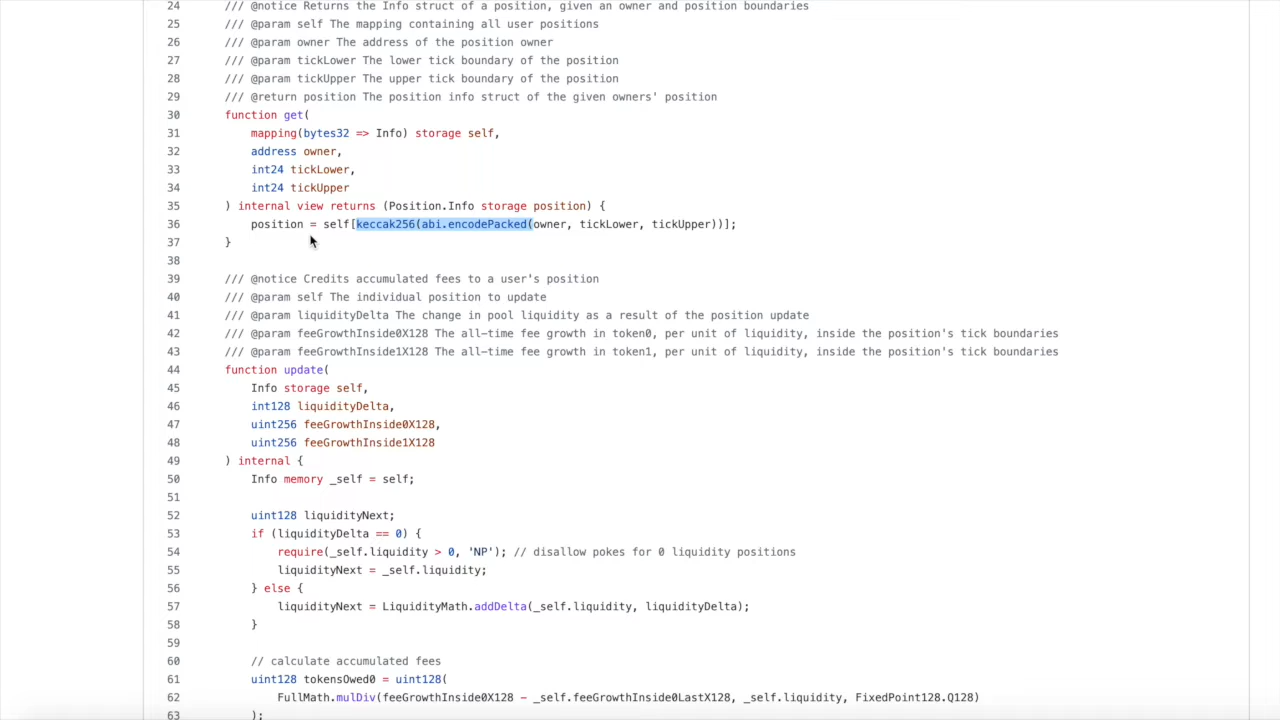 24 /// @notice Returns the Info struct of a position, given an owner and position boundaries
25 /// @param self The mapping containing all user positions
26 /// @param owner The address of the position owner
27 /// @param tickLower The lower tick boundary of the position
28 /// @param tickUpper The upper tick boundary of the position
29 /// @return position The position info struct of the given owners' position
30 function get(
31 mapping(bytes32 => Info) storage self,
32 address owner,
33 int24 tickLower,
34 int24 tickUpper
35 ) internal view returns (Position.Info storage position) {
36 position = self[keccak256(abi.encodePacked(owner, tickLower, tickUpper))];
37 }
38
39 /// @notice Credits accumulated fees to a user's position
40 /// @param self The individual position to update
41 /// @param liquidityDelta The change in pool liquidity as a result of the position update
42 /// @param feeGrowthInside0X128 The all-time fee growth in token0, per unit of liquidity, inside the position's tick boundaries
43 /// @param feeGrowthInside1X128 The all-time fee growth in token1, per unit of liquidity, inside the position's tick boundaries
44 function update(
45 Info storage self,
46 int128 liquidityDelta,
47 uint256 feeGrowthInside0X128,
48 uint256 feeGrowthInside1X128
49 ) internal {
50 Info memory _self = self;
51
52 uint128 liquidityNext;
53 if (liquidityDelta == 0) {
54 require(_self.liquidity > 0, 'NP'); // disallow pokes for 0 liquidity positions
55 liquidityNext = _self.liquidity;
56 } else {
57 liquidityNext = LiquidityMath.addDelta(_self.liquidity, liquidityDelta);
58 }
59
60 // calculate accumulated fees
61 uint128 tokensOwed0 = uint128(
62 FullMath.mulDiv(feeGrowthInside0X128 - _self.feeGrowthInside0LastX128, _self.liquidity, FixedPoint128.Q128)
63 );